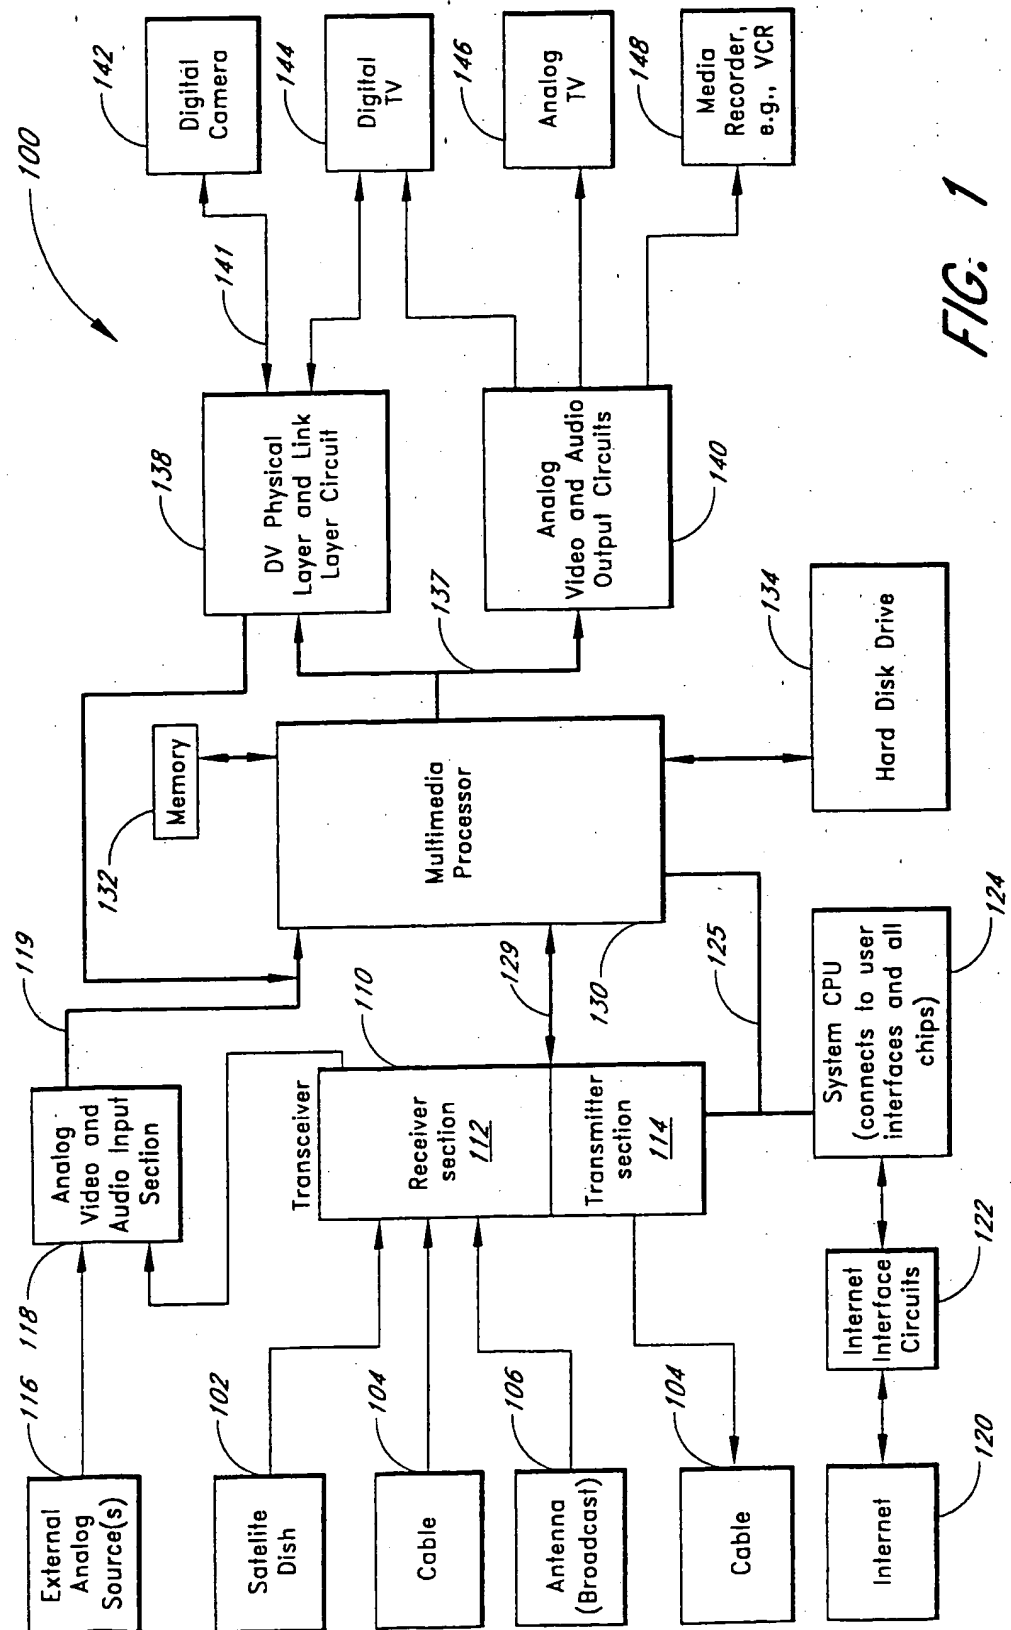 100
116
External
Analog
Source(s)
118
Analog
Video and
Audio Input
Section
119
102
Satelite
Dish
104
Cable
106
Antenna
(Broadcast)
104
Cable
120
Internet
122
Internet
Interface
Circuits
124
System CPU
(connects to user
interfaces and all
chips)
125
Transceiver
110
Receiver
section
112
Transmitter
section
114
129
130
Multimedia
Processor
132
Memory
134
Hard Disk Drive
137
138
DV Physical
Layer and Link
Layer Circuit
140
Analog
Video and Audio
Output Circuits
141
142
Digital
Camera
144
Digital
TV
146
Analog
TV
148
Media
Recorder,
e.g., VCR
FIG. 1